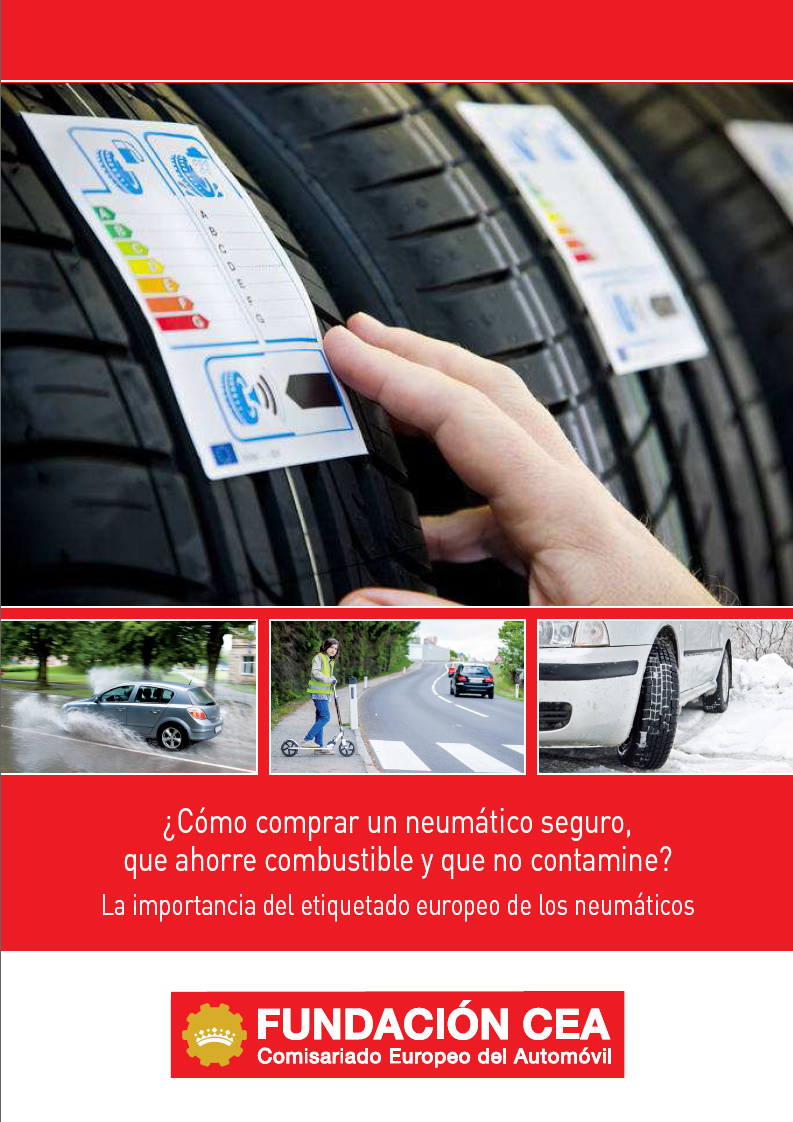 A
B
C
D
E
F
G
¿Cómo comprar un neumático seguro,
que ahorre combustible y que no contamine?
La importancia del etiquetado europeo de los neumáticos
FUNDACIÓN CEA
Comisariado Europeo del Automóvil